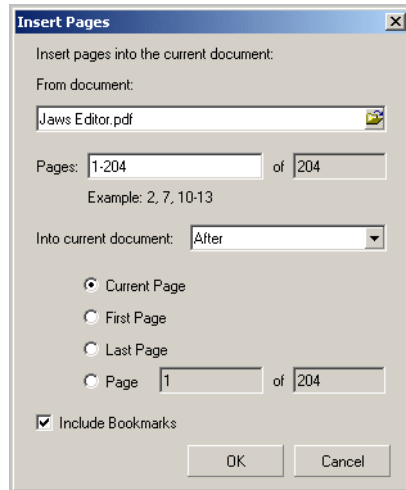 Insert Pages
Insert pages into the current document:
From document:
Jaws Editor.pdf
Pages: 1-204 of 204
Example: 2, 7, 10-13
Into current document: After
Current Page
First Page
Last Page
Page 1 of 204
Include Bookmarks
OK Cancel